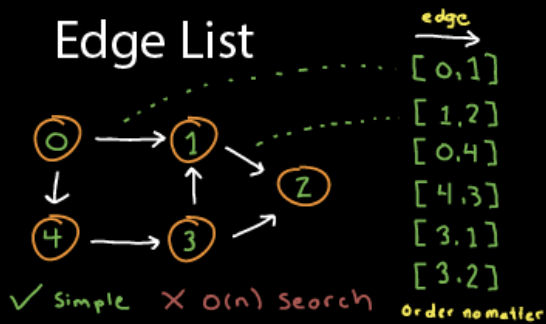 Edge List
edge
[0,1]
[1,2]
[0,4]
[4,3]
[3,1]
[3,2]
0
1
2
4
3
✓ simple
X O(n) search
Order no matter